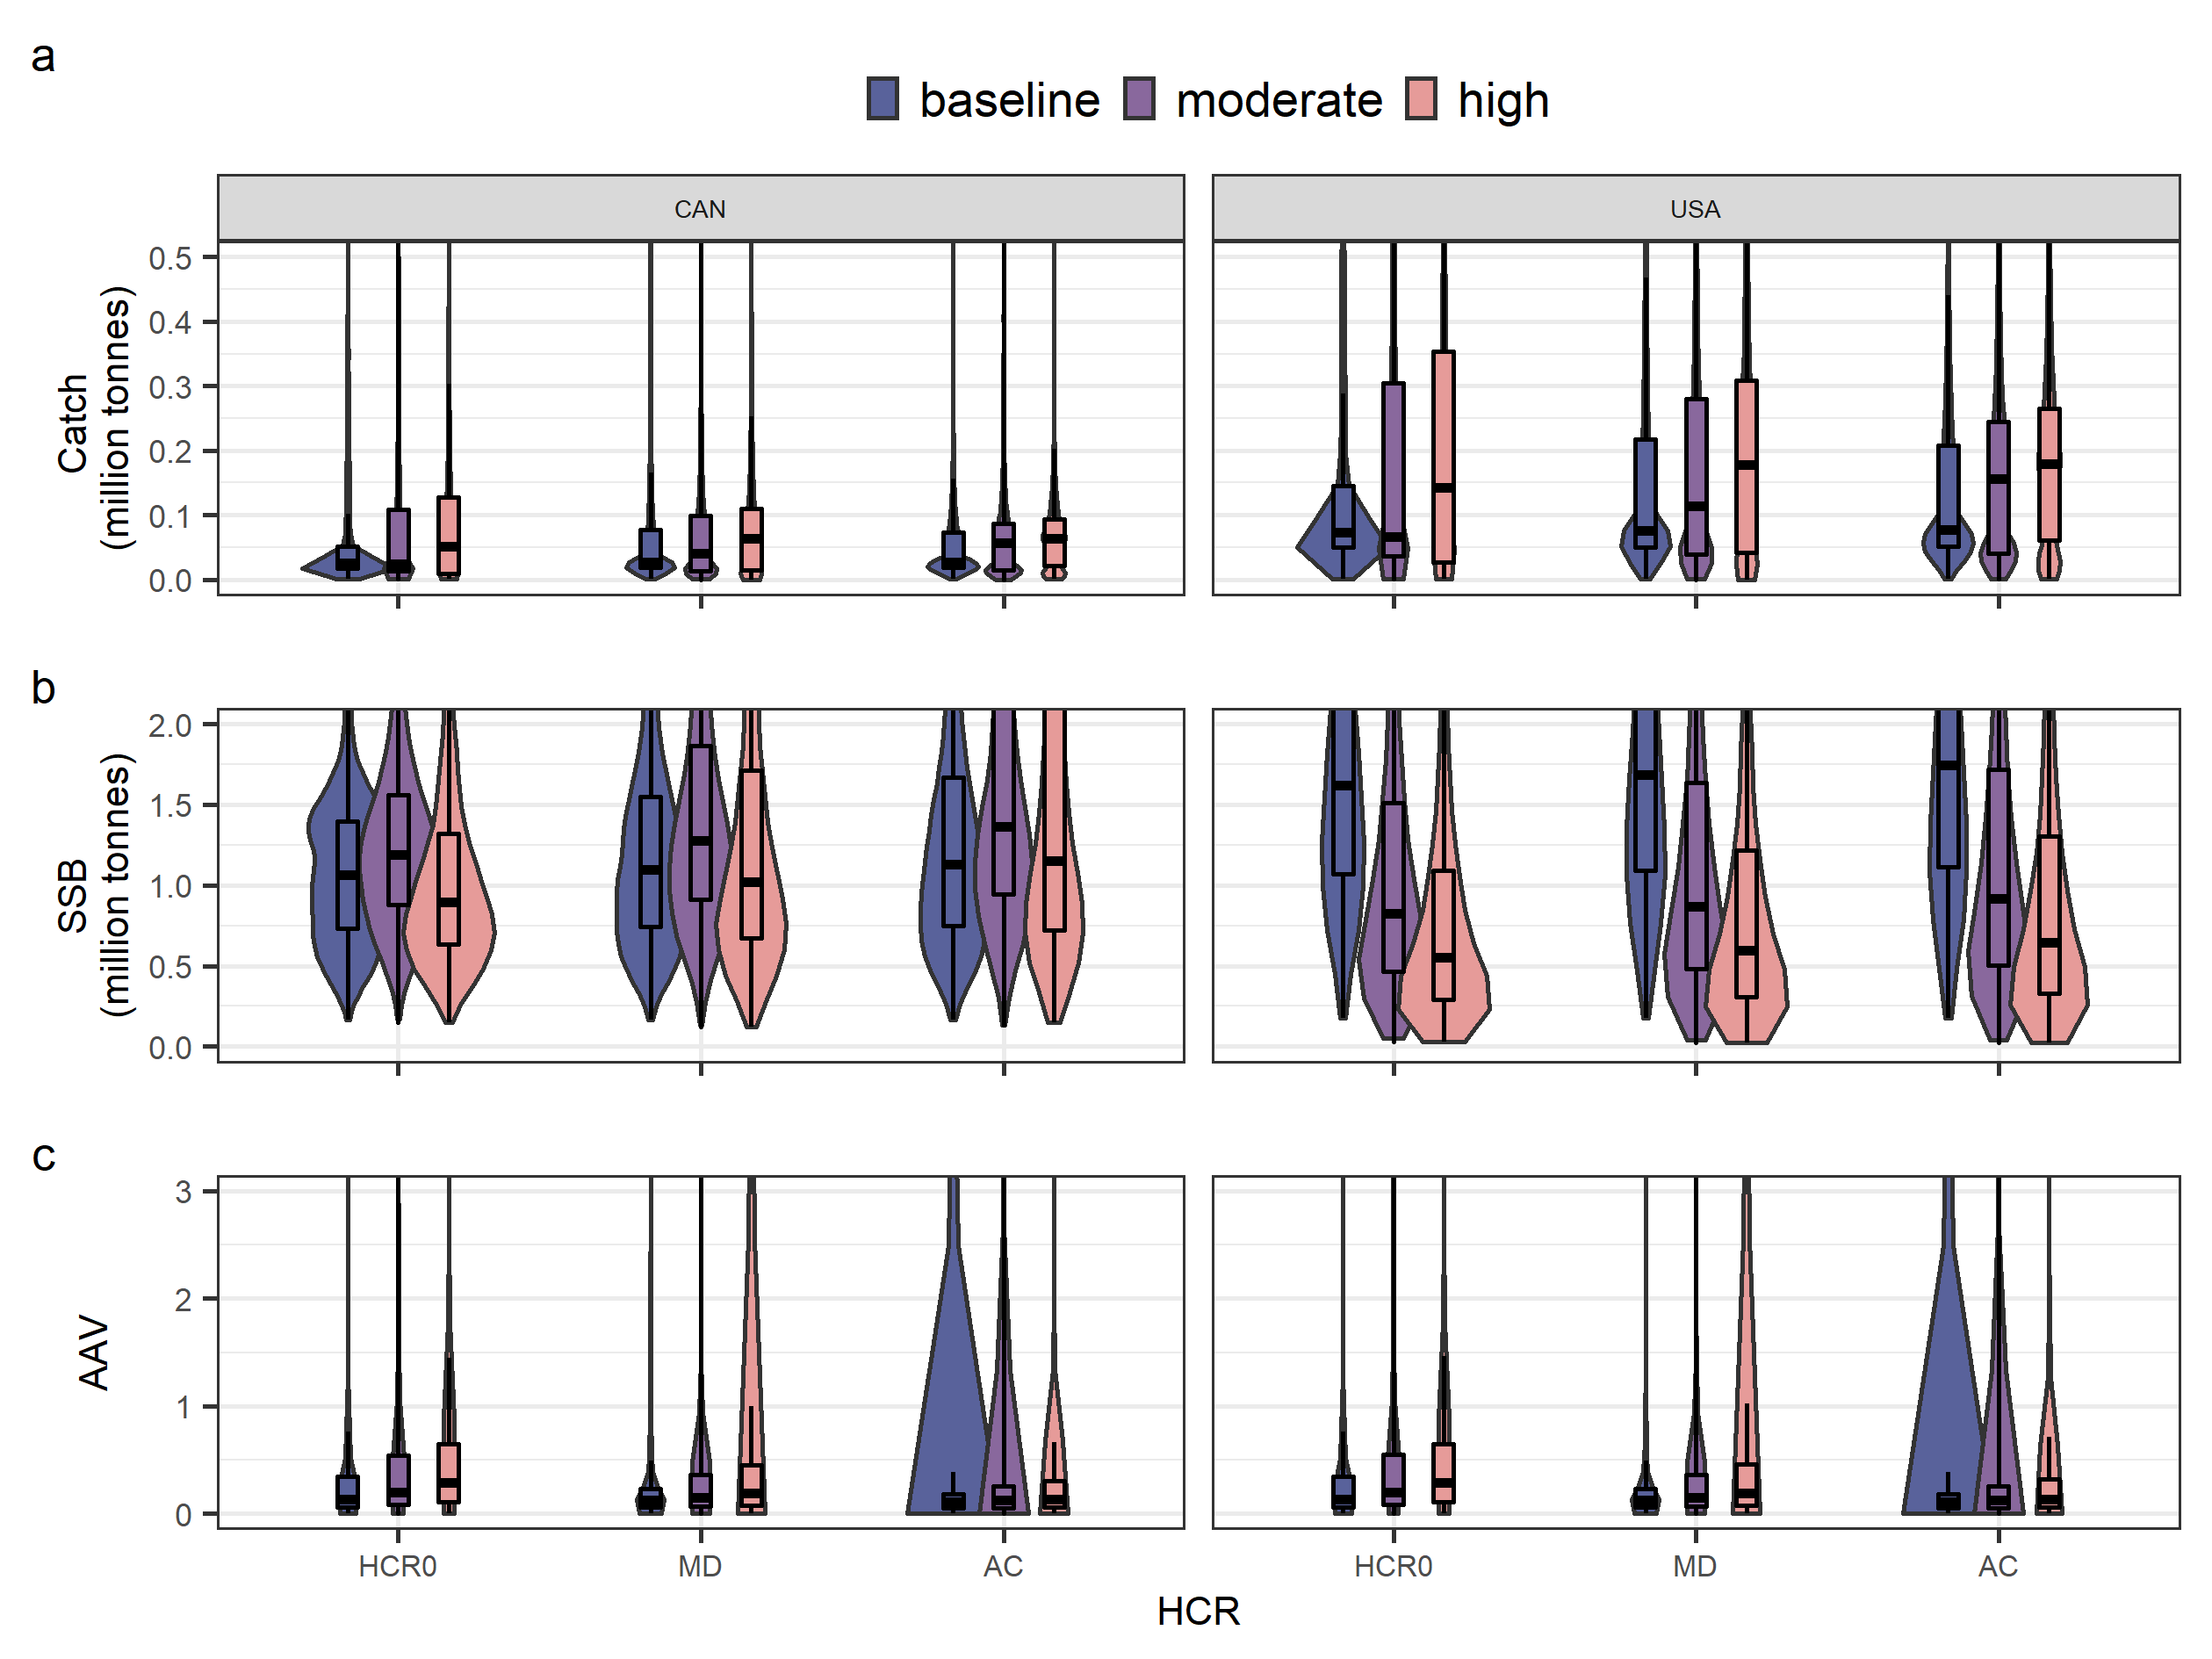 a
baseline moderate high
CAN USA
0.5
0.4
0.3
0.2
0.1
0.0
Catch
(million tonnes)
b
2.0
1.5
1.0
0.5
0.0
SSB
(million tonnes)
c
3
2
1
0
AAV
HCR0 MD AC HCR0 MD AC
HCR